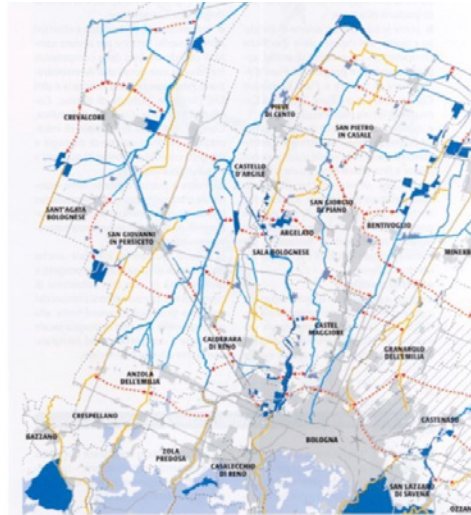 CREVALCORE
PIEVE
DI CENTO
SAN PIETRO
IN CASALE
CASTELLO
D'ARGILE
SANT'AGATA
BOLOGNESE
SAN GIOVANNI
IN PERSICETO
SAN GIORGIO
DI PIANO
ARGELATO
BENTIVOGLIO
SALA BOLOGNESE
MINERB
CASTEL
MAGGIORE
CALDERARA
DI RENO
GRANAROLO
DELL'EMILIA
ANZOLA
DELL'EMILIA
CRESPELLANO
CASTENASO
BAZZANO
BOLOGNA
ZOLA
PREDOSA
CASALECCHIO
DI RENO
SAN LAZZARO
DI SAVENA
OZZAN